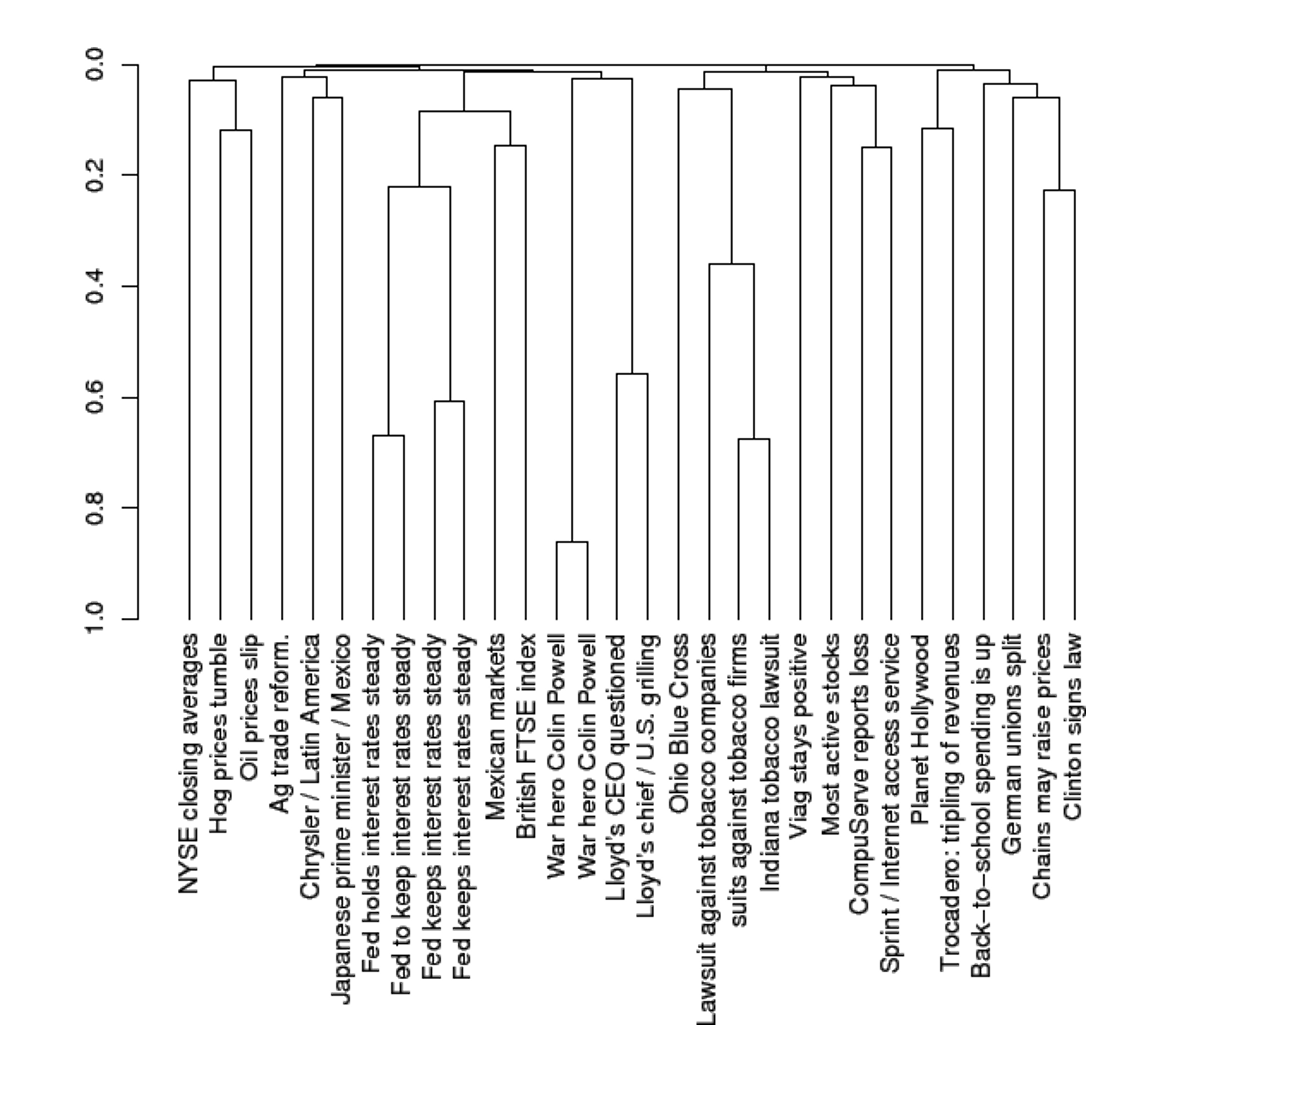 0.0
0.2
0.4
0.6
0.8
1.0
NYSE closing averages
Hog prices tumble
Oil prices slip
Ag trade reform.
Chrysler / Latin America
Japanese prime minister / Mexico
Fed holds interest rates steady
Fed to keep interest rates steady
Fed keeps interest rates steady
Fed keeps interest rates steady
Mexican markets
British FTSE index
War hero Colin Powell
War hero Colin Powell
Lloyd's CEO questioned
Lloyd's chief / U.S. grilling
Ohio Blue Cross
Lawsuit against tobacco companies
suits against tobacco firms
Indiana tobacco lawsuit
Viag stays positive
Most active stocks
CompuServe reports loss
Sprint / Internet access service
Planet Hollywood
Trocadero: tripling of revenues
Back−to−school spending is up
German unions split
Chains may raise prices
Clinton signs law